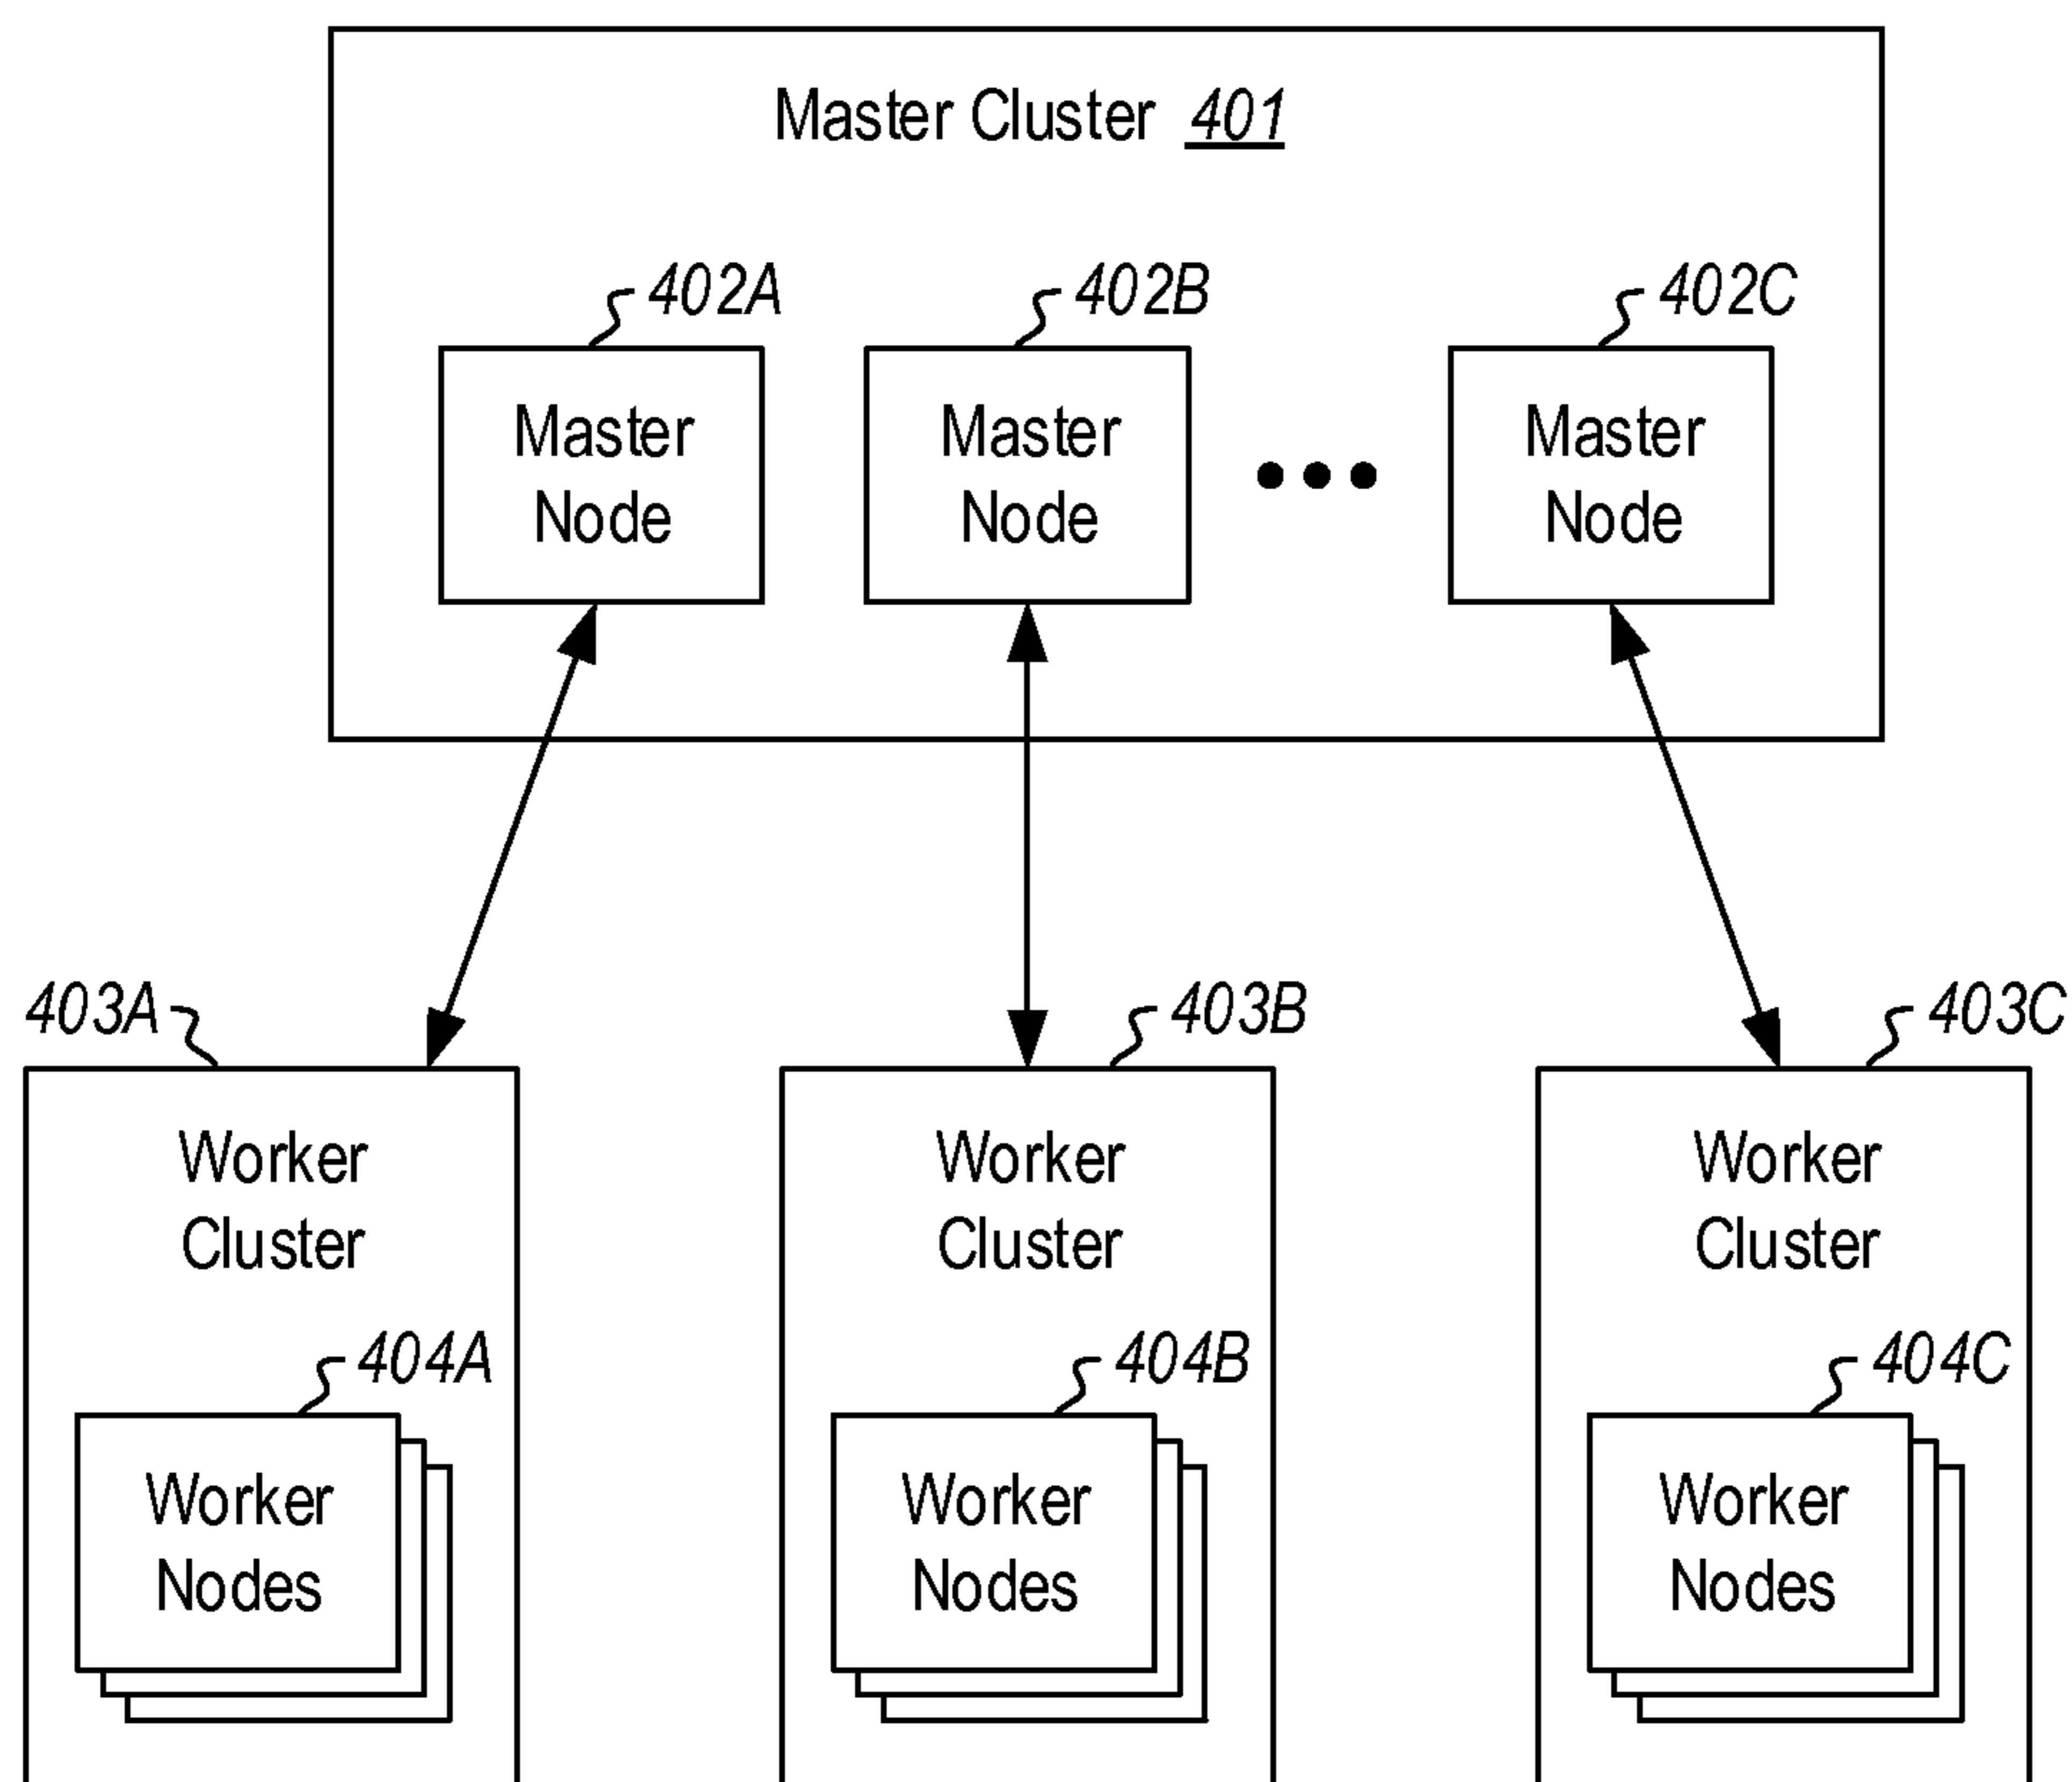 Master Cluster 401
402A 402B 402C
Master Master Master
Node Node Node
403A 403B 403C
Worker Worker Worker
Cluster Cluster Cluster
404A 404B 404C
Worker Worker Worker
Nodes Nodes Nodes